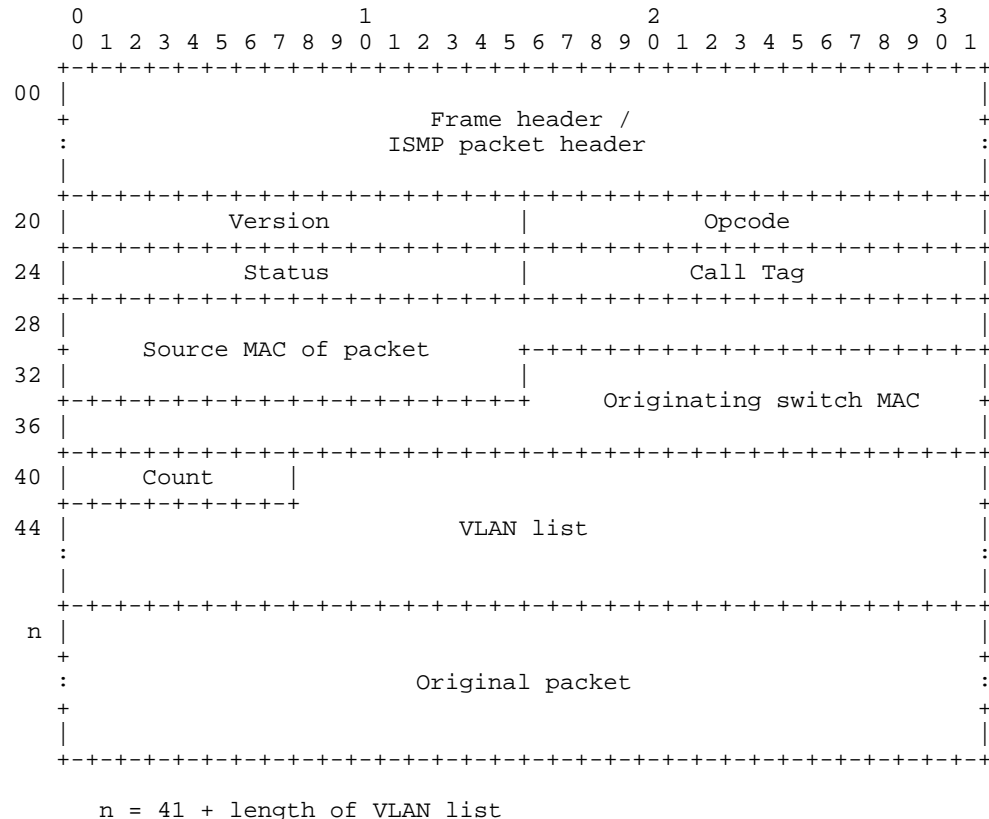 0                   1                   2                   3
0 1 2 3 4 5 6 7 8 9 0 1 2 3 4 5 6 7 8 9 0 1 2 3 4 5 6 7 8 9 0 1
+-+-+-+-+-+-+-+-+-+-+-+-+-+-+-+-+-+-+-+-+-+-+-+-+-+-+-+-+-+-+-+-+
00 |                                                               |
+                         Frame header /                        +
:                      ISMP packet header                       :
|                                                               |
+-+-+-+-+-+-+-+-+-+-+-+-+-+-+-+-+-+-+-+-+-+-+-+-+-+-+-+-+-+-+-+-+
20 |           Version             |            Opcode             |
+-+-+-+-+-+-+-+-+-+-+-+-+-+-+-+-+-+-+-+-+-+-+-+-+-+-+-+-+-+-+-+-+
24 |            Status             |           Call Tag            |
+-+-+-+-+-+-+-+-+-+-+-+-+-+-+-+-+-+-+-+-+-+-+-+-+-+-+-+-+-+-+-+-+
28 |                                                               |
+     Source MAC of packet      +-+-+-+-+-+-+-+-+-+-+-+-+-+-+-+-+
32 |                               |                               |
+-+-+-+-+-+-+-+-+-+-+-+-+-+-+-+-+     Originating switch MAC    +
36 |                                                               |
+-+-+-+-+-+-+-+-+-+-+-+-+-+-+-+-+-+-+-+-+-+-+-+-+-+-+-+-+-+-+-+-+
40 |     Count     |                                               |
+-+-+-+-+-+-+-+-+                                               +
44 |                           VLAN list                           |
:                                                               :
|                                                               |
+-+-+-+-+-+-+-+-+-+-+-+-+-+-+-+-+-+-+-+-+-+-+-+-+-+-+-+-+-+-+-+-+
n |                                                               |
+                                                               +
:                        Original packet                        :
+                                                               +
|                                                               |
+-+-+-+-+-+-+-+-+-+-+-+-+-+-+-+-+-+-+-+-+-+-+-+-+-+-+-+-+-+-+-+-+
n = 41 + length of VLAN list